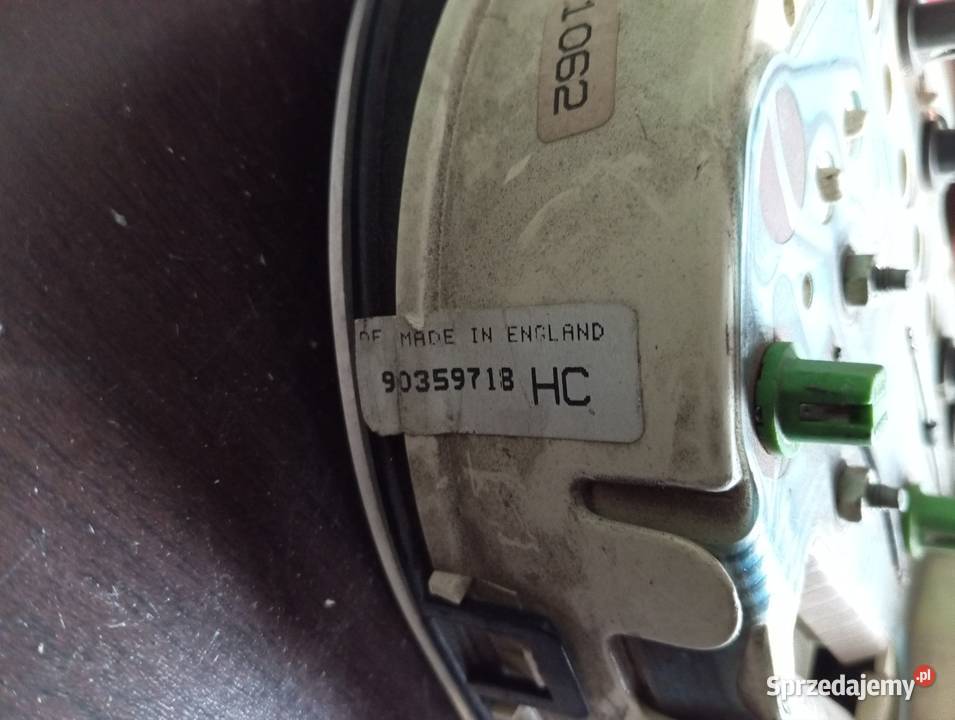 1062
MADE IN ENGLAND
90359718 HC
Sprzedajemy.pl